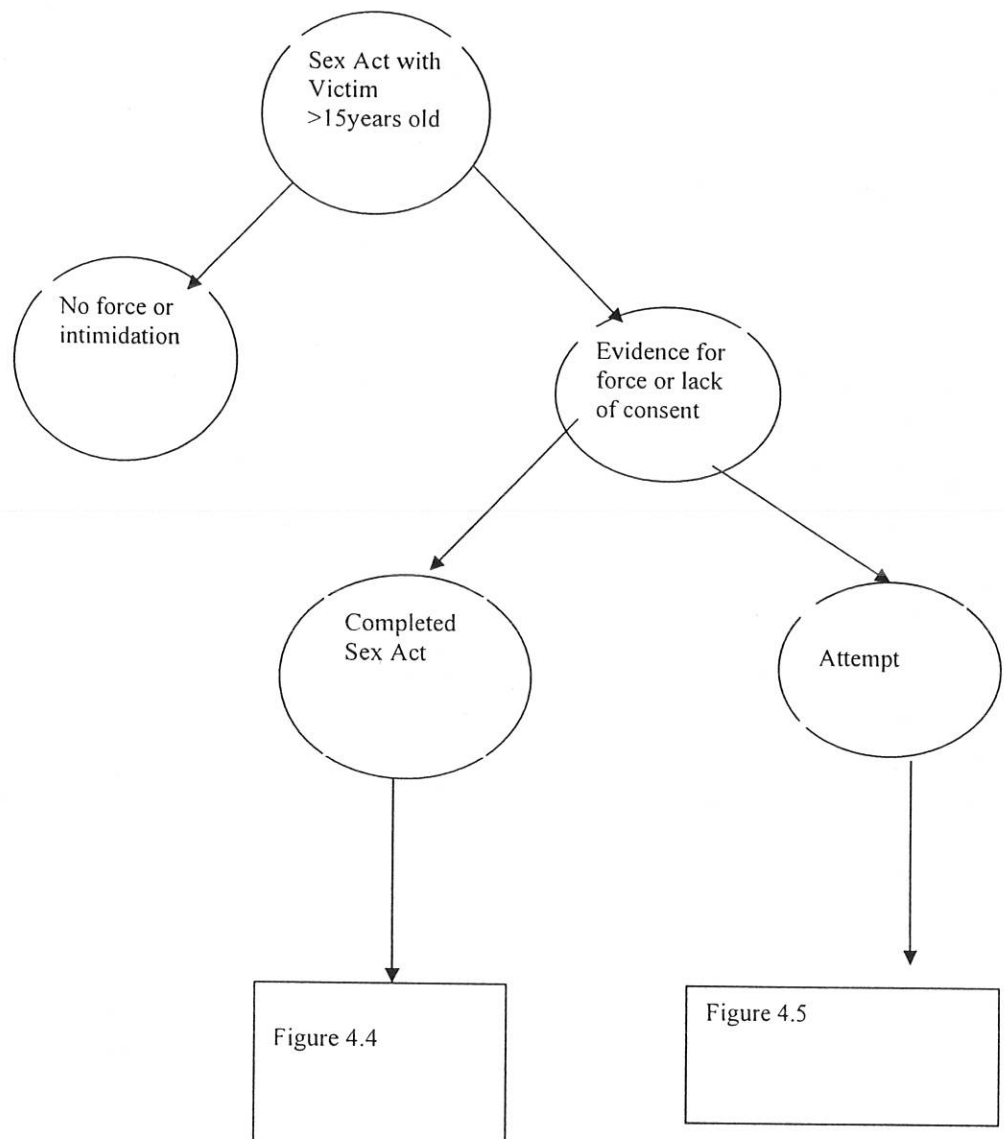 Sex Act with
Victim
>15years old
No force or
intimidation
Evidence for
force or lack
of consent
Completed
Sex Act
Attempt
Figure 4.4
Figure 4.5